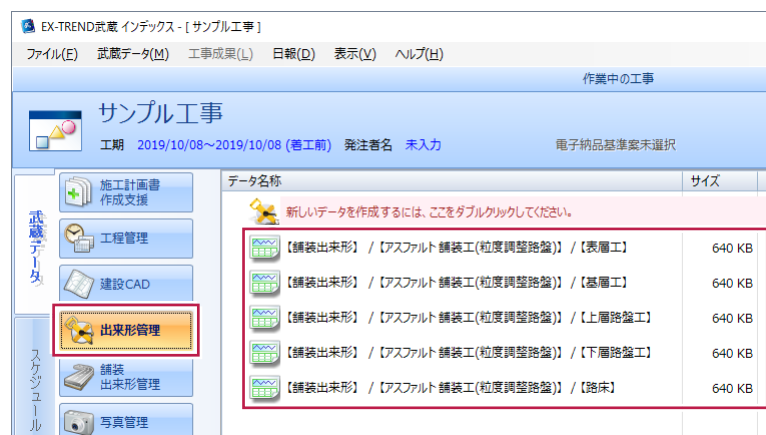 EX-TREND武蔵 インデックス - [ サンプル工事 ]
ファイル(F) 武蔵データ(M) 工事成果(L) 日報(D) 表示(V) ヘルプ(H)
作業中の工事
サンプル工事
工期 2019/10/08～2019/10/08 (着工前) 発注者名 未入力 電子納品基準案未選択
武蔵データ
スケジュール
施工計画書
作成支援
工程管理
建設CAD
出来形管理
舗装
出来形管理
写真管理
データ名称 サイズ
新しいデータを作成するには、ここをダブルクリックしてください。
【舗装出来形】 / 【アスファルト舗装工(粒度調整路盤)】 / 【表層工】 640 KB
【舗装出来形】 / 【アスファルト舗装工(粒度調整路盤)】 / 【基層工】 640 KB
【舗装出来形】 / 【アスファルト舗装工(粒度調整路盤)】 / 【上層路盤工】 640 KB
【舗装出来形】 / 【アスファルト舗装工(粒度調整路盤)】 / 【下層路盤工】 640 KB
【舗装出来形】 / 【アスファルト舗装工(粒度調整路盤)】 / 【路床】 640 KB